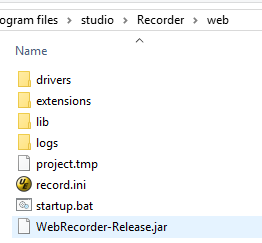 ogram files > studio > Recorder > web
Name
drivers
extensions
lib
logs
project.tmp
record.ini
startup.bat
WebRecorder-Release.jar